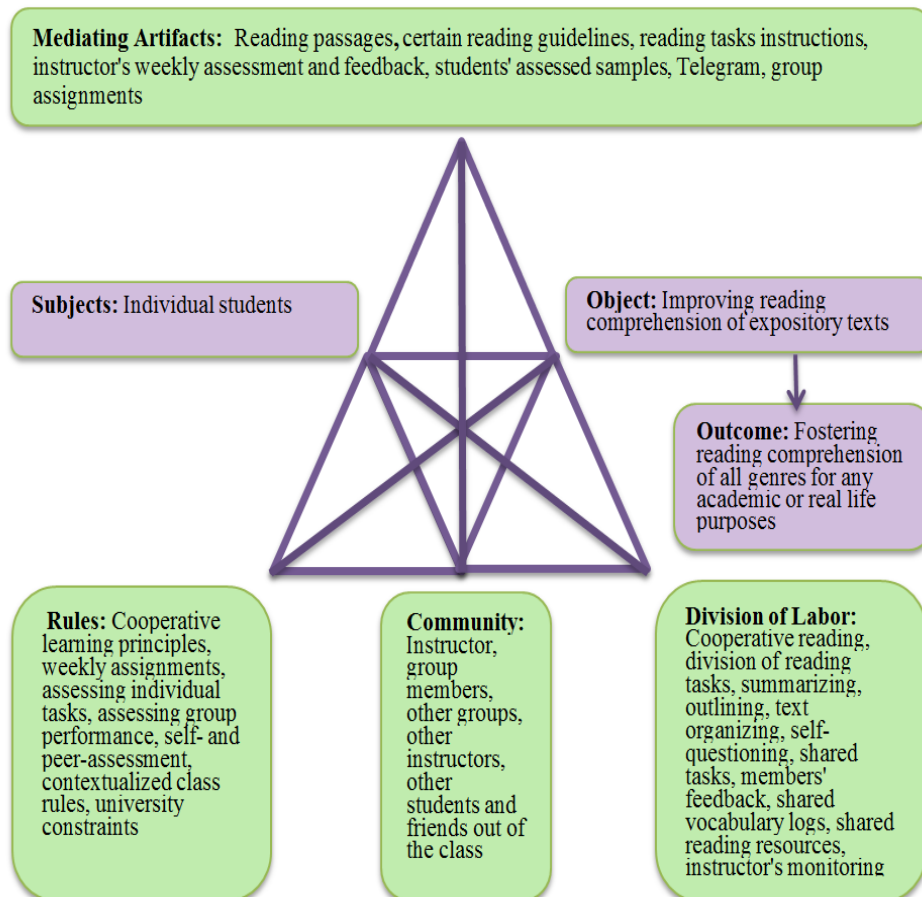 Mediating Artifacts: Reading passages, certain reading guidelines, reading tasks instructions,
instructor's weekly assessment and feedback, students' assessed samples, Telegram, group
assignments
Subjects: Individual students
Object: Improving reading
comprehension of expository texts
Outcome: Fostering
reading comprehension
of all genres for any
academic or real life
purposes
Rules: Cooperative
learning principles,
weekly assignments,
assessing individual
tasks, assessing group
performance, self- and
peer-assessment,
contextualized class
rules, university
constraints
Community:
Instructor,
group
members,
other groups,
other
instructors,
other
students and
friends out of
the class
Division of Labor:
Cooperative reading,
division of reading
tasks, summarizing,
outlining, text
organizing, self-
questioning, shared
tasks, members'
feedback, shared
vocabulary logs, shared
reading resources,
instructor's monitoring